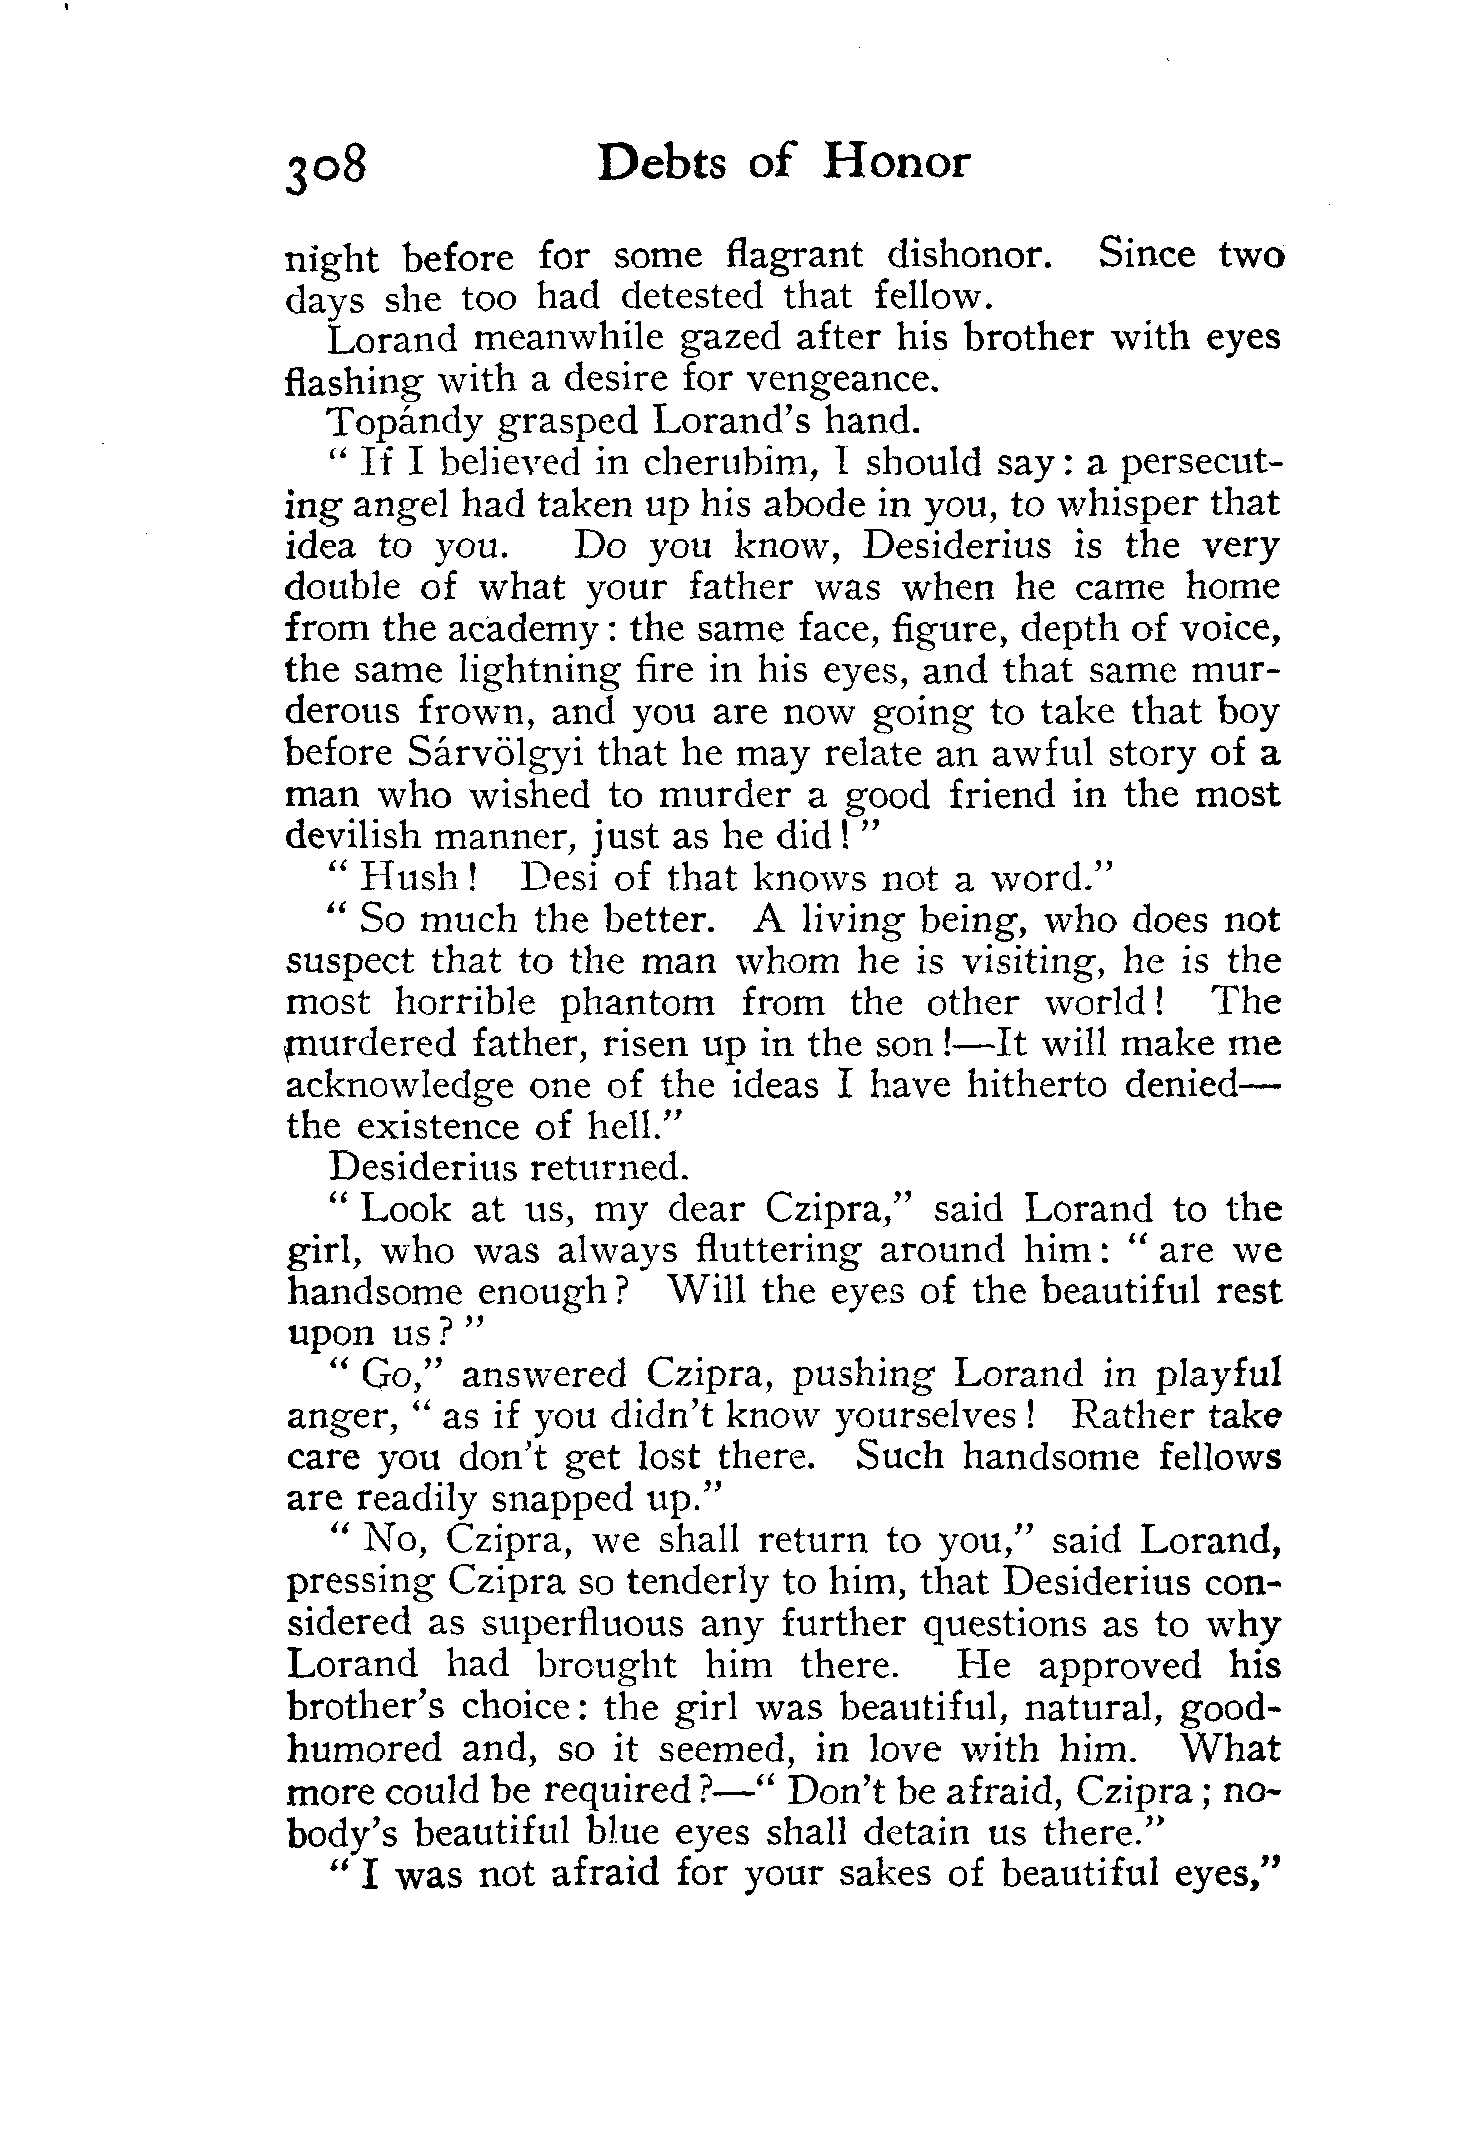 308 Debts of Honor
night before for some flagrant dishonor. Since two
days she too had detested that fellow.
Lorand meanwhile gazed after his brother with eyes
flashing with a desire for vengeance.
Topándy grasped Lorand's hand.
" If I believed in cherubim, I should say: a persecut-
ing angel had taken up his abode in you, to whisper that
idea to you. Do you know, Desiderius is the very
double of what your father was when he came home
from the academy: the same face, figure, depth of voice,
the same lightning fire in his eyes, and that same mur-
derous frown, and you are now going to take that boy
before Sárvölgyi that he may relate an awful story of a
man who wished to murder a good friend in the most
devilish manner, just as he did!"
" Hush! Desi of that knows not a word."
" So much the better. A living being, who does not
suspect that to the man whom he is visiting, he is the
most horrible phantom from the other world! The
murdered father, risen up in the son!—It will make me
acknowledge one of the ideas I have hitherto denied—
the existence of hell."
Desiderius returned.
" Look at us, my dear Czipra," said Lorand to the
girl, who was always fluttering around him: " are we
handsome enough? Will the eyes of the beautiful rest
upon us?"
" Go," answered Czipra, pushing Lorand in playful
anger, " as if you didn't know yourselves! Rather take
care you don't get lost there. Such handsome fellows
are readily snapped up."
" No, Czipra, we shall return to you," said Lorand,
pressing Czipra so tenderly to him, that Desiderius con-
sidered as superfluous any further questions as to why
Lorand had brought him there. He approved his
brother's choice: the girl was beautiful, natural, good-
humored and, so it seemed, in love with him. What
more could be required?—" Don't be afraid, Czipra; no-
body's beautiful blue eyes shall detain us there."
" I was not afraid for your sakes of beautiful eyes,"